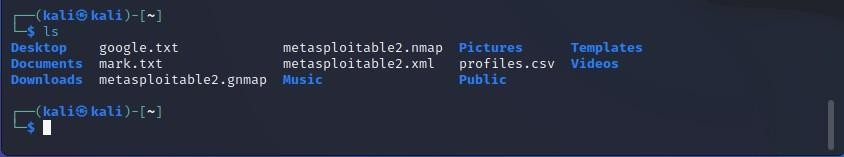 ┌──(kali㉿kali)-[~]
└─$ ls
Desktop    google.txt             metasploitable2.nmap  Pictures      Templates
Documents  mark.txt               metasploitable2.xml   profiles.csv  Videos
Downloads  metasploitable2.gnmap  Music                 Public
┌──(kali㉿kali)-[~]
└─$